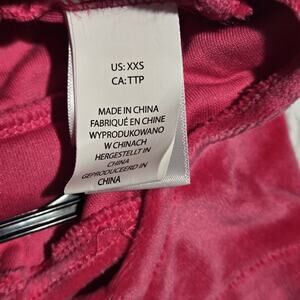 US: XXS
CA: TTP
MADE IN CHINA
FABRIQUÉ EN CHINE
WYPRODUKOWANO
W CHINACH
HERGESTELLT IN
CHINA
GEPRODUCEERD IN
CHINA